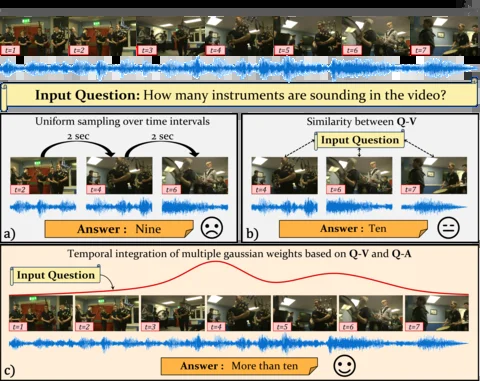 t=1 t=2 t=3 t=4 t=5 t=6 t=7
Input Question: How many instruments are sounding in the video?
Uniform sampling over time intervals
2 sec 2 sec
t=2 t=4 t=6
a) Answer : Nine
Similarity between Q-V
Input Question
t=4 t=6 t=7
b) Answer : Ten
Temporal integration of multiple gaussian weights based on Q-V and Q-A
Input Question
t=1 t=2 t=3 t=4 t=5 t=6 t=7
c) Answer : More than ten